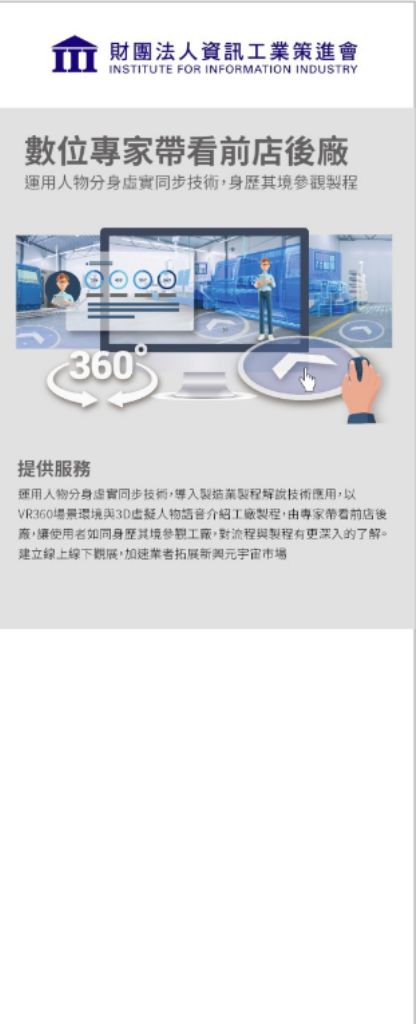 財團法人資訊工業策進會
INSTITUTE FOR INFORMATION INDUSTRY
數位專家帶看前店後廠
運用人物分身虛實同步技術，身歷其境參觀製程
360°
提供服務
運用人物分身虛實同步技術，導入製造業製程解說技術應用，以
VR360場景環境與3D虛擬人物語音介紹工廠製程，由專家帶看前店後
廠，讓使用者如同身歷其境參觀工廠，對流程與製程有更深入的了解。
建立線上線下觀展，加速業者拓展新興元宇宙市場